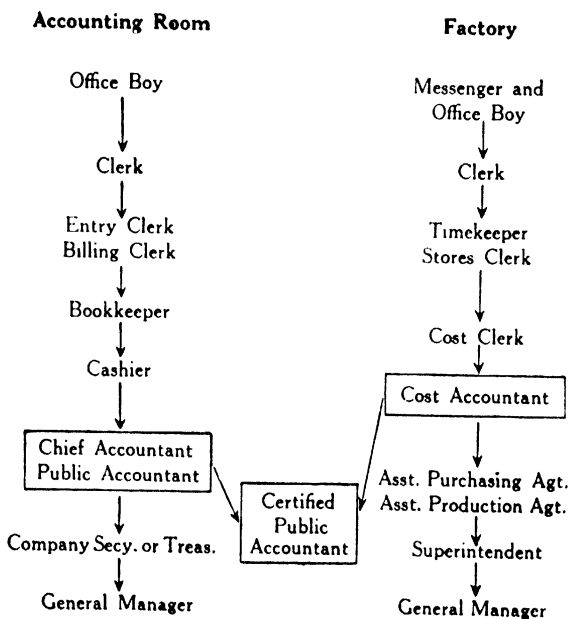 Accounting Room
Office Boy
Clerk
Entry Clerk
Billing Clerk
Bookkeeper
Cashier
Chief Accountant
Public Accountant
Company Secy. or Treas.
General Manager
Certified
Public
Accountant
Factory
Messenger and
Office Boy
Clerk
Timekeeper
Stores Clerk
Cost Clerk
Cost Accountant
Asst. Purchasing Agt.
Asst. Production Agt.
Superintendent
General Manager